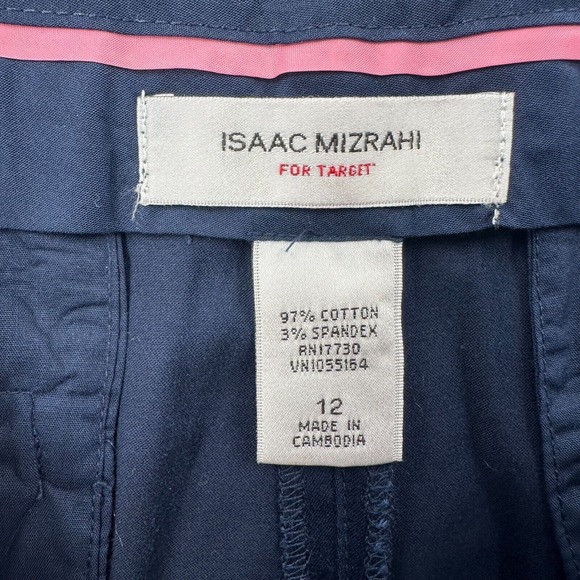 ISAAC MIZRAHI
FOR TARGET
97% COTTON
3% SPANDEX
RN17730
VN1055164
12
MADE IN
CAMBODIA